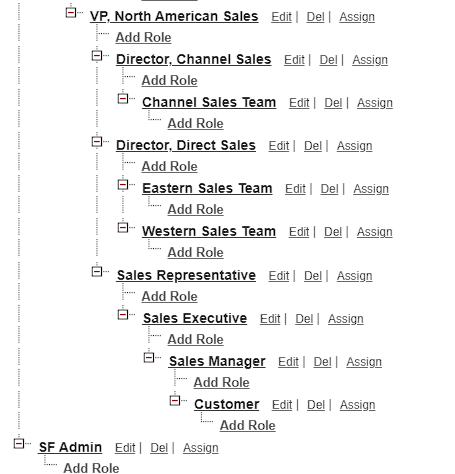 VP, North American Sales Edit | Del | Assign
Add Role
Director, Channel Sales Edit | Del | Assign
Add Role
Channel Sales Team Edit | Del | Assign
Add Role
Director, Direct Sales Edit | Del | Assign
Add Role
Eastern Sales Team Edit | Del | Assign
Add Role
Western Sales Team Edit | Del | Assign
Add Role
Sales Representative Edit | Del | Assign
Add Role
Sales Executive Edit | Del | Assign
Add Role
Sales Manager Edit | Del | Assign
Add Role
Customer Edit | Del | Assign
Add Role
SF Admin Edit | Del | Assign
Add Role